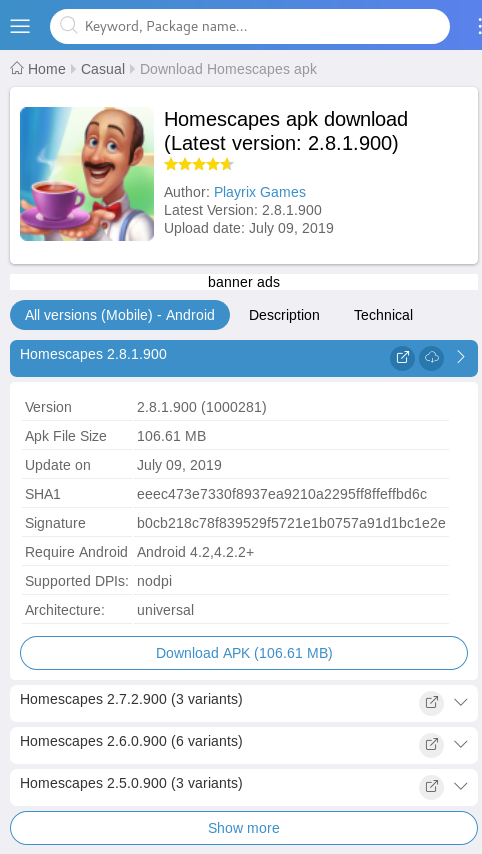 Keyword, Package name...
Home Casual Download Homescapes apk
Homescapes apk download
(Latest version: 2.8.1.900)
Author: Playrix Games
Latest Version: 2.8.1.900
Upload date: July 09, 2019
banner ads
All versions (Mobile) - Android Description Technical
Homescapes 2.8.1.900
Version 2.8.1.900 (1000281)
Apk File Size 106.61 MB
Update on July 09, 2019
SHA1 eeec473e7330f8937ea9210a2295ff8ffeffbd6c
Signature b0cb218c78f839529f5721e1b0757a91d1bc1e2e
Require Android Android 4.2,4.2.2+
Supported DPIs: nodpi
Architecture: universal
Download APK (106.61 MB)
Homescapes 2.7.2.900 (3 variants)
Homescapes 2.6.0.900 (6 variants)
Homescapes 2.5.0.900 (3 variants)
Show more